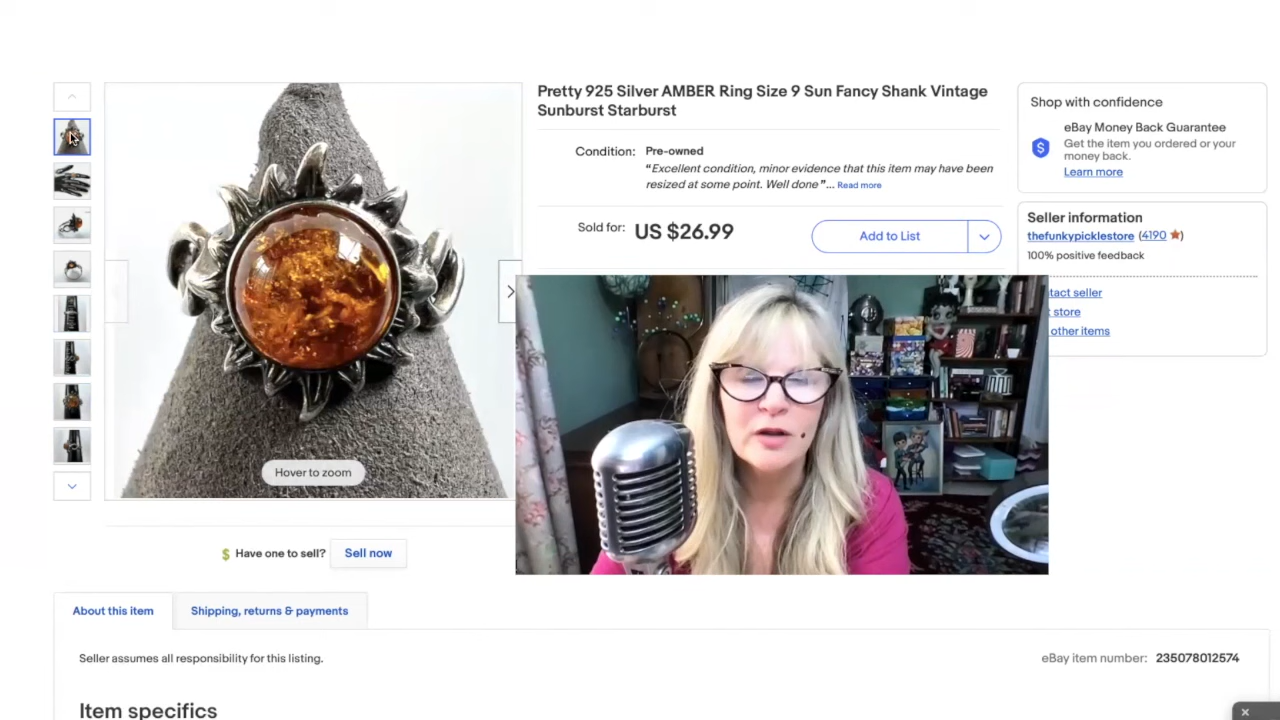 Pretty 925 Silver AMBER Ring Size 9 Sun Fancy Shank Vintage
Sunburst Starburst
Condition: Pre-owned
“Excellent condition, minor evidence that this item may have been
resized at some point. Well done”... Read more
Sold for: US $26.99
Add to List
Hover to zoom
Have one to sell? Sell now
Shop with confidence
eBay Money Back Guarantee
Get the item you ordered or your
money back.
Learn more
Seller information
thefunkypicklestore (4190)
100% positive feedback
tact seller
store
other items
About this item
Shipping, returns & payments
Seller assumes all responsibility for this listing.
eBay item number: 235078012574
Item specifics